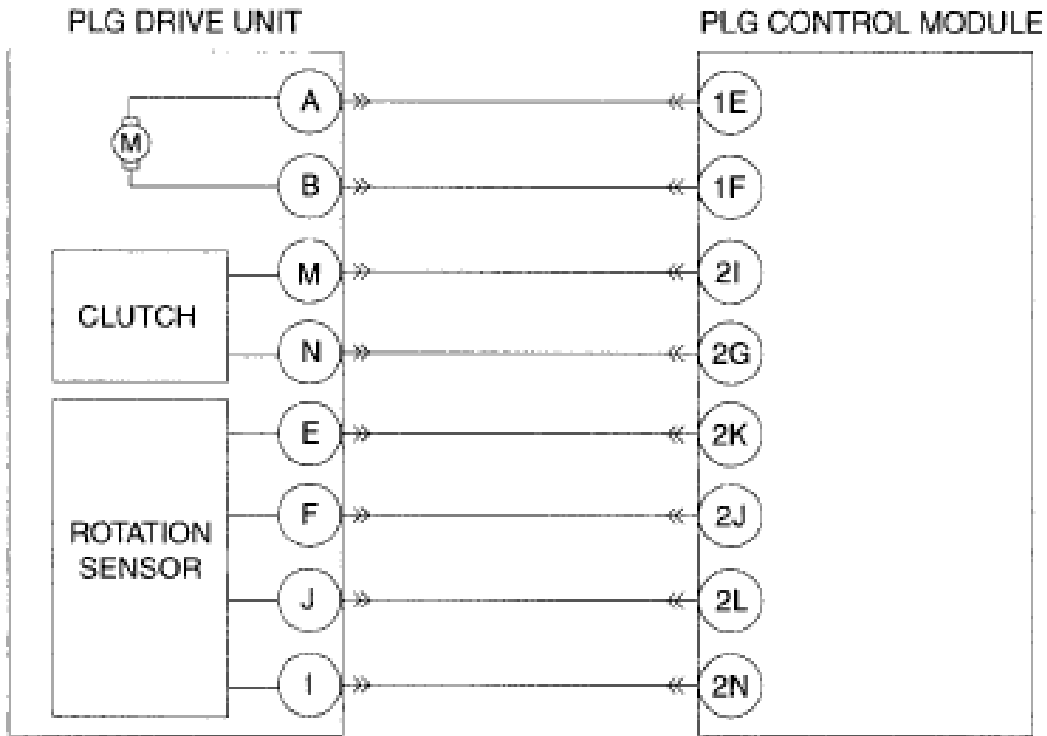 PLG DRIVE UNIT
PLG CONTROL MODULE
A
1E
M
B
1F
M
2I
CLUTCH
N
2G
E
2K
F
2J
ROTATION
SENSOR
J
2L
I
2N